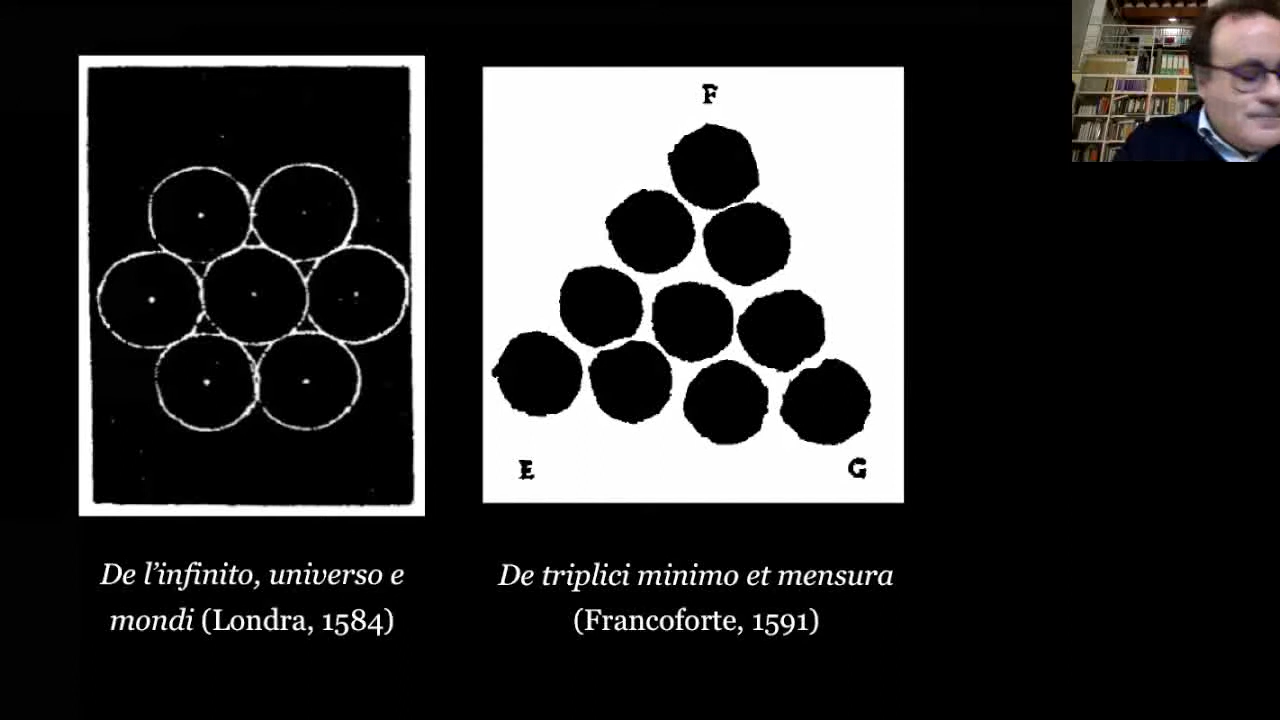 F
E
G
De l’infinito, universo e
mondi (Londra, 1584)
De triplici minimo et mensura
(Francoforte, 1591)